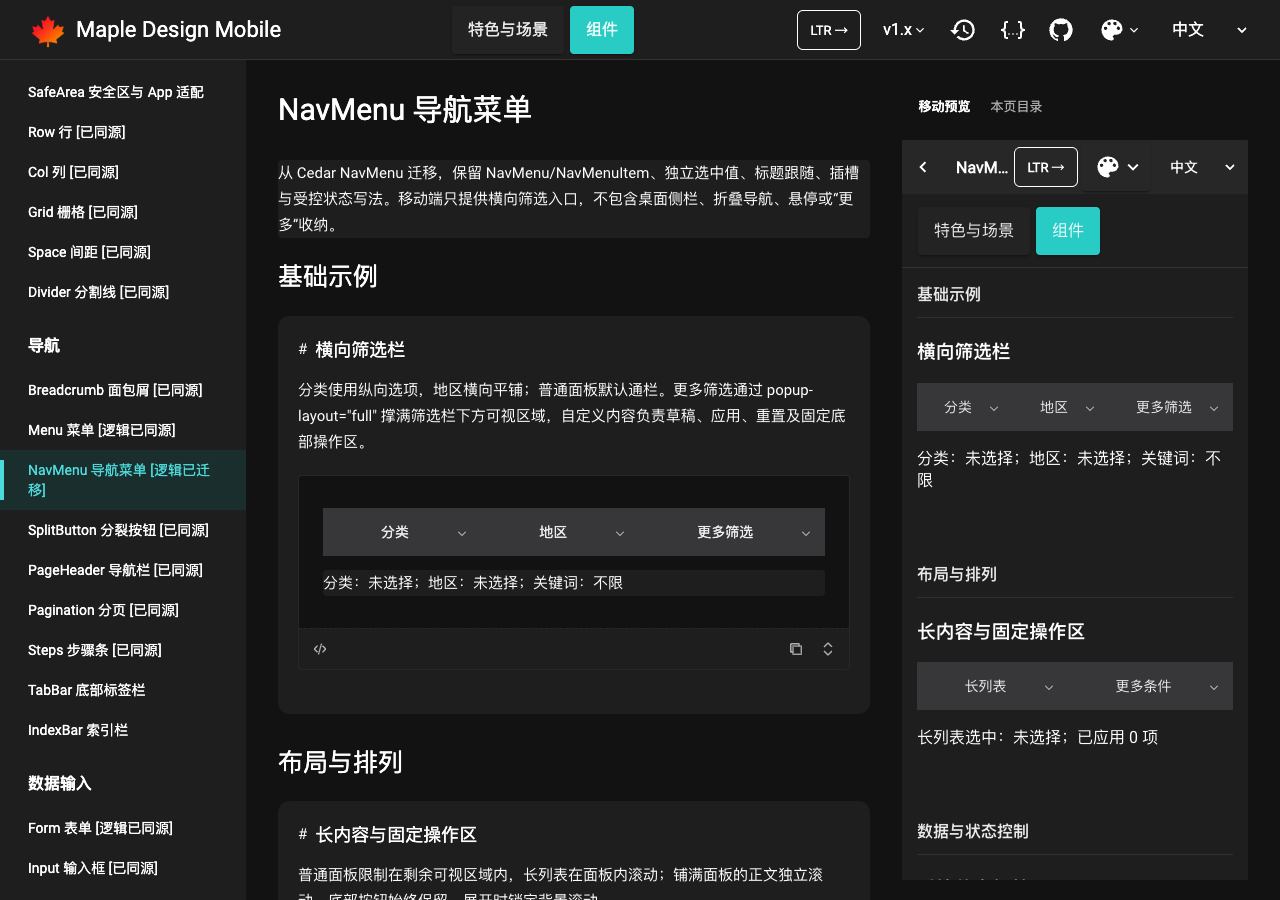 Maple Design Mobile
特色与场景
组件
LTR→
v1.x
中文
SafeArea 安全区与 App 适配
Row 行 [已同源]
Col 列 [已同源]
Grid 栅格 [已同源]
Space 间距 [已同源]
Divider 分割线 [已同源]
导航
Breadcrumb 面包屑 [已同源]
Menu 菜单 [逻辑已同源]
NavMenu 导航菜单 [逻辑已迁
移]
SplitButton 分裂按钮 [已同源]
PageHeader 导航栏 [已同源]
Pagination 分页 [已同源]
Steps 步骤条 [已同源]
TabBar 底部标签栏
IndexBar 索引栏
数据输入
Form 表单 [逻辑已同源]
Input 输入框 [已同源]
NavMenu 导航菜单
从 Cedar NavMenu 迁移，保留 NavMenu/NavMenuItem、独立选中值、标题跟随、插槽
与受控状态写法。移动端只提供横向筛选入口，不包含桌面侧栏、折叠导航、悬停或“更
多”收纳。
基础示例
# 横向筛选栏
分类使用纵向选项，地区横向平铺；普通面板默认通栏。更多筛选通过 popup-
layout="full" 撑满筛选栏下方可视区域，自定义内容负责草稿、应用、重置及固定底
部操作区。
分类
地区
更多筛选
分类：未选择；地区：未选择；关键词：不限
布局与排列
# 长内容与固定操作区
普通面板限制在剩余可视区域内，长列表在面板内滚动；铺满面板的正文独立滚
动，底部按钮始终保留，展开时锁定背景滚动
移动预览
本页目录
NavM...
LTR→
中文
特色与场景
组件
基础示例
横向筛选栏
分类
地区
更多筛选
分类：未选择；地区：未选择；关键词：不
限
布局与排列
长内容与固定操作区
长列表
更多条件
长列表选中：未选择；已应用 0 项
数据与状态控制